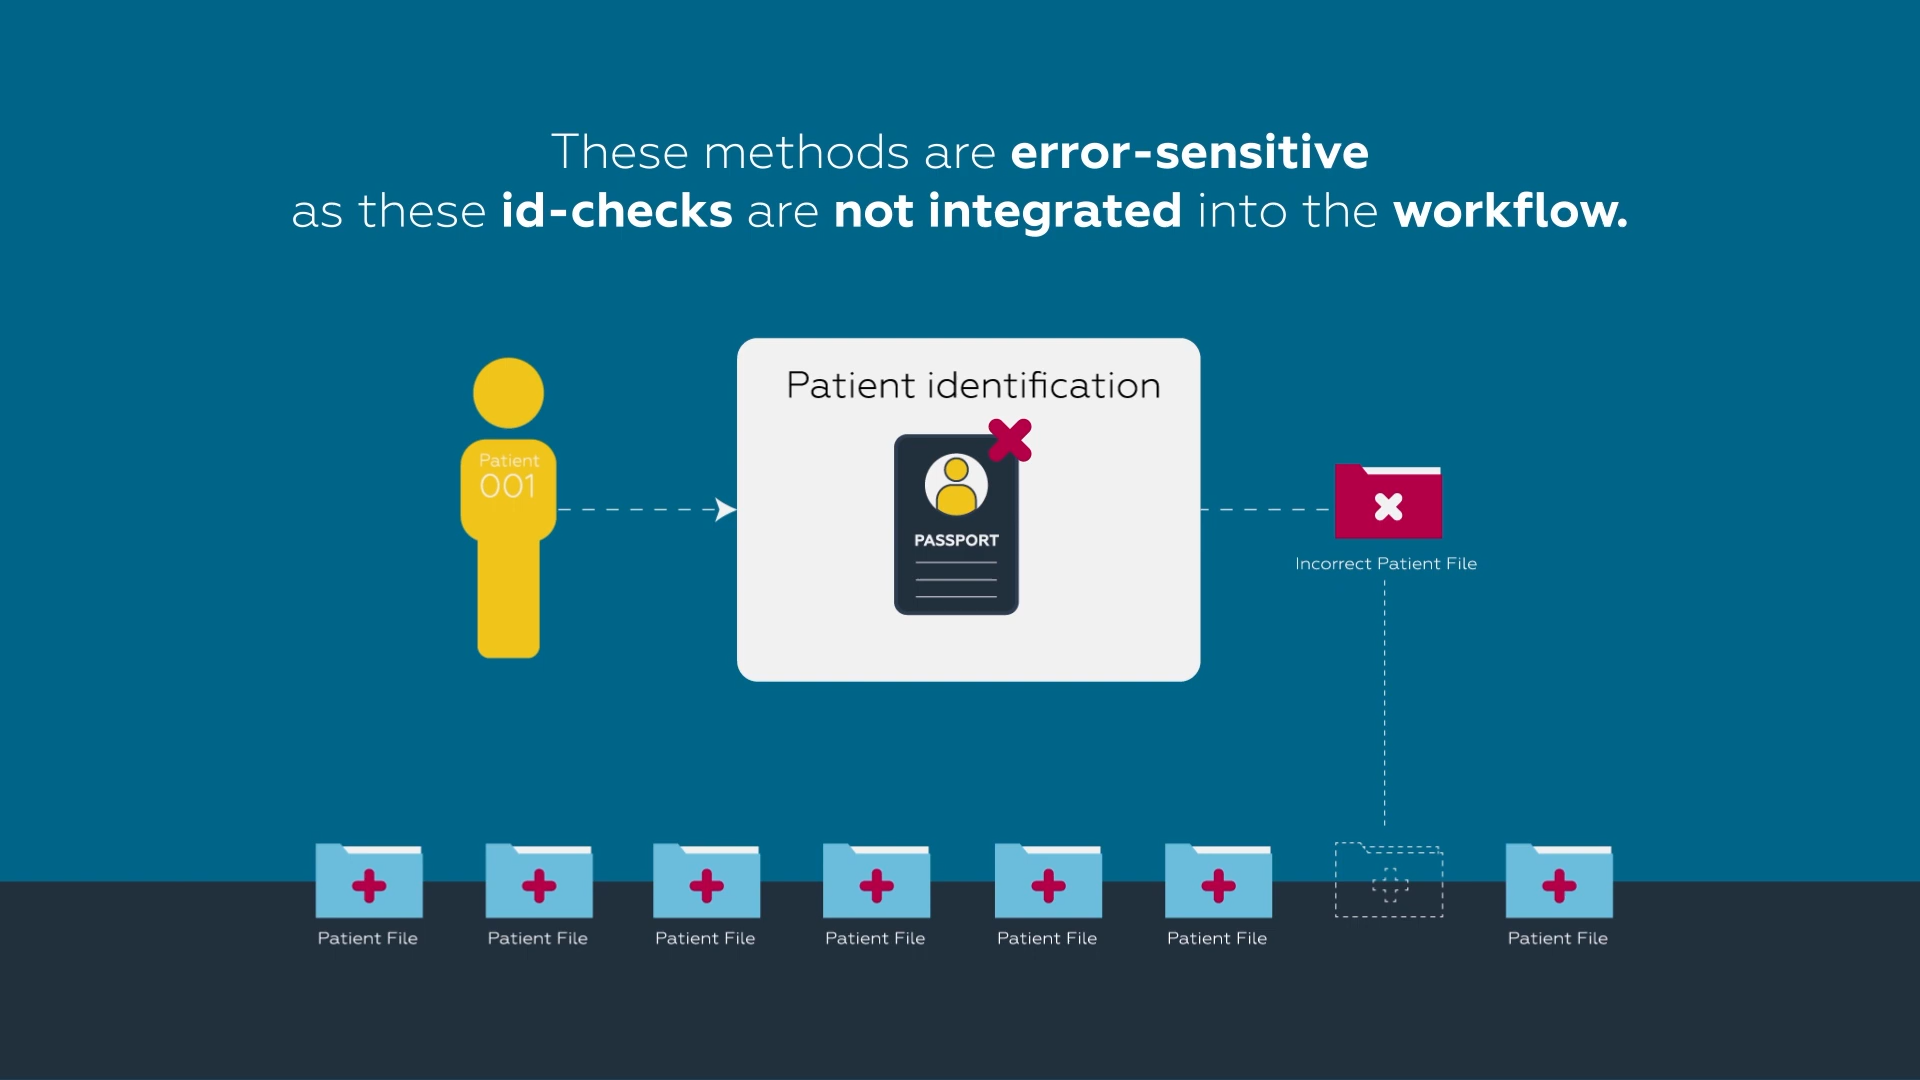 These methods are error-sensitive
as these id-checks are not integrated into the workflow.
Patient identification
Patient
001
PASSPORT
Incorrect Patient File
Patient File
Patient File
Patient File
Patient File
Patient File
Patient File
Patient File